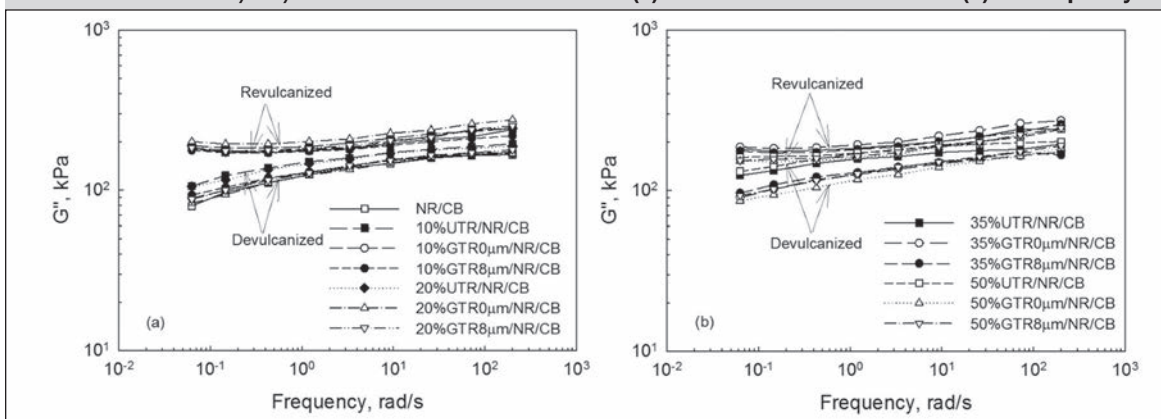 10³
10²
10¹
G", kPa
Revulcanized
Devulcanized
NR/CB
10%UTR/NR/CB
10%GTR0μm/NR/CB
10%GTR8μm/NR/CB
20%UTR/NR/CB
20%GTR0μm/NR/CB
20%GTR8μm/NR/CB
(a)
10⁻² 10⁻¹ 10⁰ 10¹ 10² 10³
Frequency, rad/s
10³
10²
10¹
G", kPa
Revulcanized
Devulcanized
35%UTR/NR/CB
35%GTR0μm/NR/CB
35%GTR8μm/NR/CB
50%UTR/NR/CB
50%GTR0μm/NR/CB
50%GTR8μm/NR/CB
(b)
10⁻² 10⁻¹ 10⁰ 10¹ 10² 10³
Frequency, rad/s